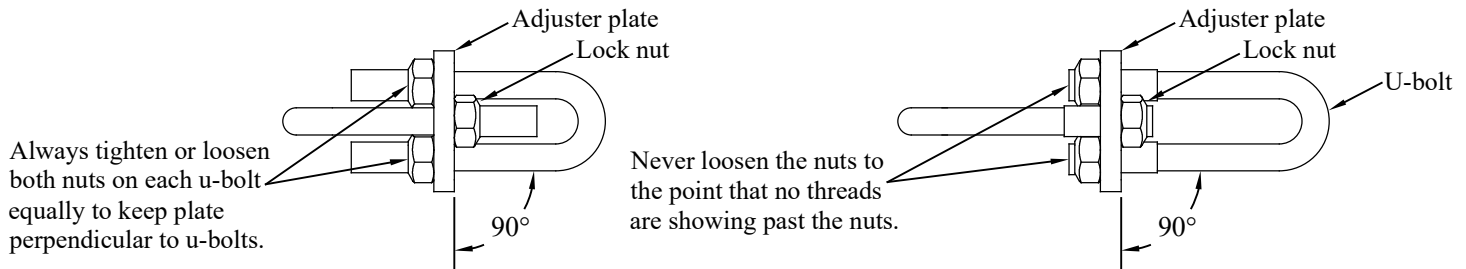 Adjuster plate
Lock nut
Always tighten or loosen
both nuts on each u-bolt
equally to keep plate
perpendicular to u-bolts.
90°
Adjuster plate
Lock nut
U-bolt
Never loosen the nuts to
the point that no threads
are showing past the nuts.
90°